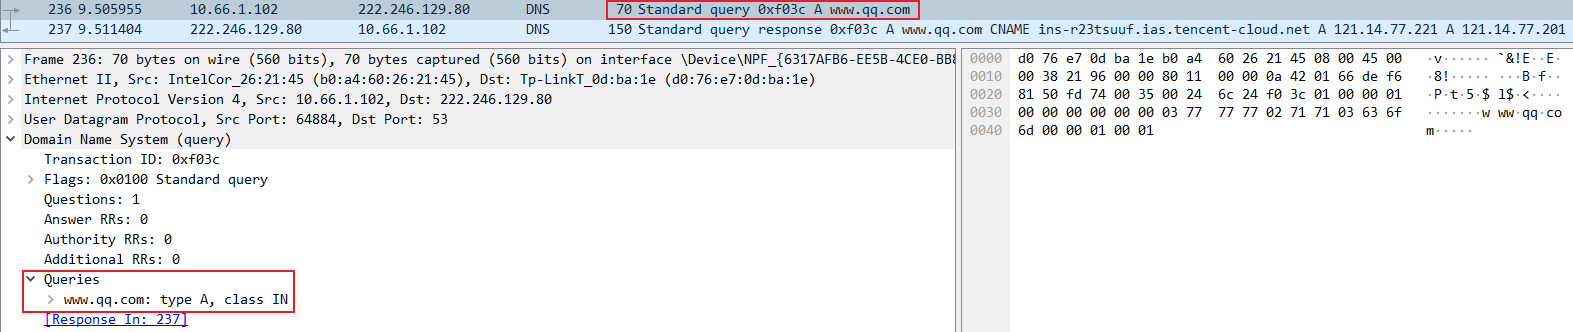 236 9.505955 10.66.1.102 222.246.129.80 DNS 70 Standard query 0xf03c A www.qq.com
237 9.511404 222.246.129.80 10.66.1.102 DNS 150 Standard query response 0xf03c A www.qq.com CNAME ins-r23tsuuf.ias.tencent-cloud.net A 121.14.77.221 A 121.14.77.201
Frame 236: 70 bytes on wire (560 bits), 70 bytes captured (560 bits) on interface \Device\NPF_{6317AFB6-EE5B-4CE0-BB8
Ethernet II, Src: IntelCor_26:21:45 (b0:a4:60:26:21:45), Dst: Tp-LinkT_0d:ba:1e (d0:76:e7:0d:ba:1e)
Internet Protocol Version 4, Src: 10.66.1.102, Dst: 222.246.129.80
User Datagram Protocol, Src Port: 64884, Dst Port: 53
Domain Name System (query)
Transaction ID: 0xf03c
Flags: 0x0100 Standard query
Questions: 1
Answer RRs: 0
Authority RRs: 0
Additional RRs: 0
Queries
www.qq.com: type A, class IN
[Response In: 237]
0000 d0 76 e7 0d ba 1e b0 a4 60 26 21 45 08 00 45 00 ·v······ `&!E··E·
0010 00 38 21 96 00 00 80 11 00 00 0a 42 01 66 de f6 ·8!····· ···B·f··
0020 81 50 fd 74 00 35 00 24 6c 24 f0 3c 01 00 00 01 ·P·t·5·$ l$·<····
0030 00 00 00 00 00 00 03 77 77 77 02 71 71 03 63 6f ·······w ww·qq·co
0040 6d 00 00 01 00 01 m·····